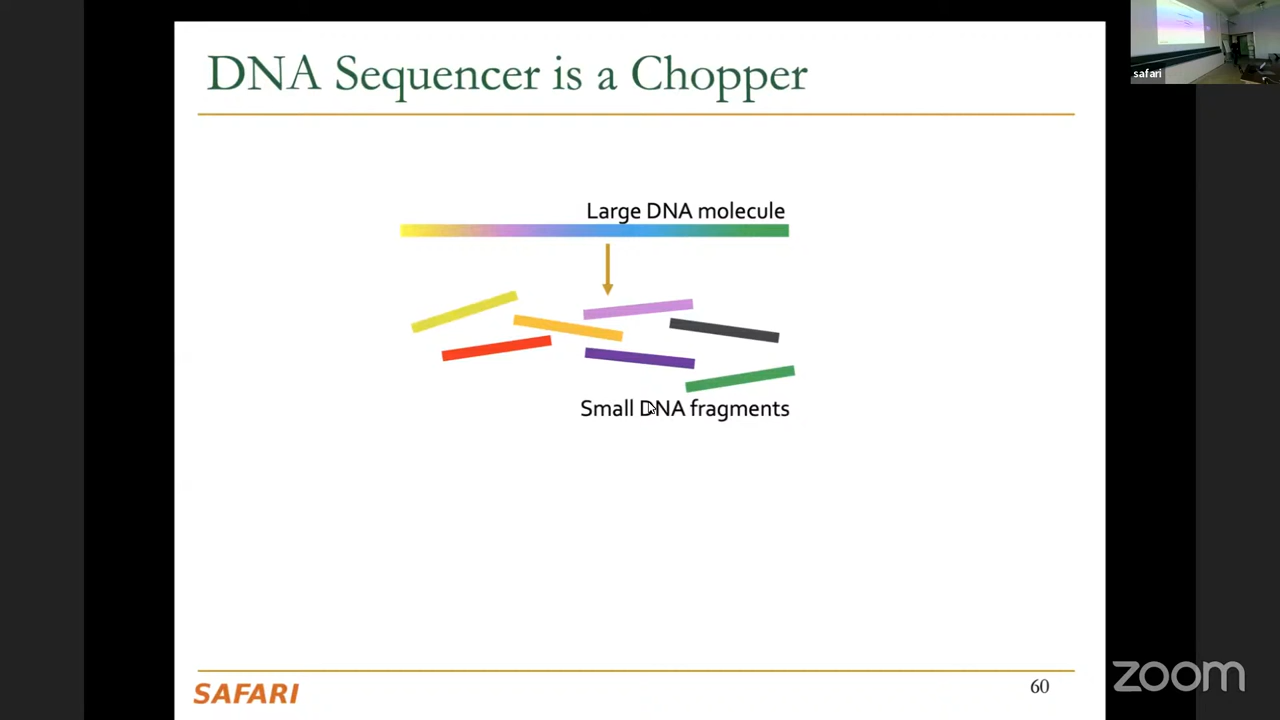 DNA Sequencer is a Chopper
safari
Large DNA molecule
Small DNA fragments
SAFARI
60
zoom